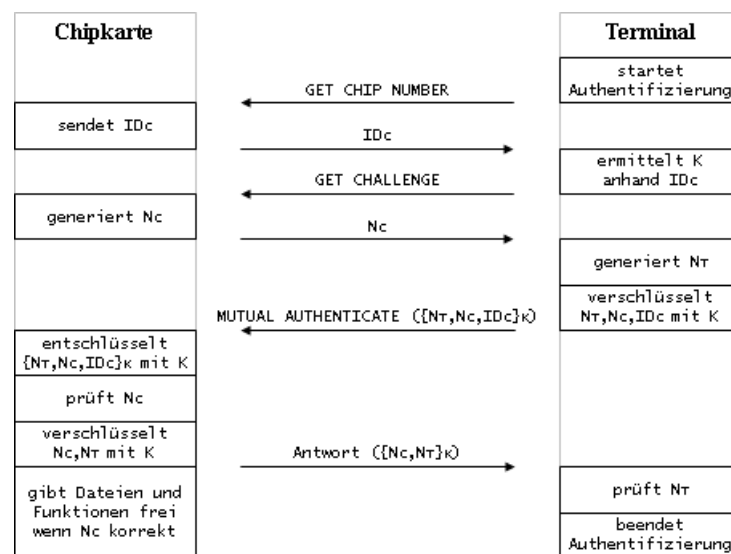 Chipkarte
Terminal
startet
Authentifizierung
GET CHIP NUMBER
sendet IDc
IDc
ermittelt K
anhand IDc
GET CHALLENGE
generiert Nc
Nc
generiert NT
verschlüsselt
NT,Nc,IDc mit K
MUTUAL AUTHENTICATE ({NT,Nc,IDc}K)
entschlüsselt
{NT,Nc,IDc}K mit K
prüft Nc
verschlüsselt
Nc,NT mit K
Antwort ({Nc,NT}K)
gibt Dateien und
Funktionen frei
wenn Nc korrekt
prüft NT
beendet
Authentifizierung